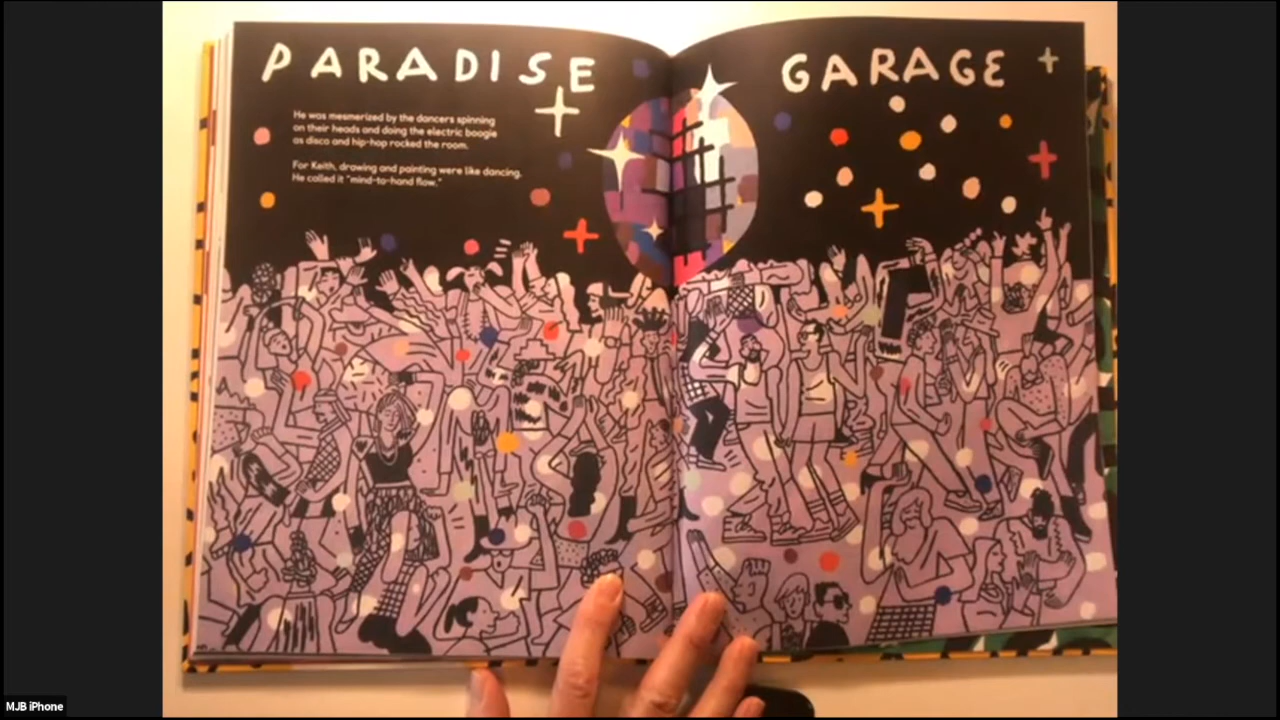 PARADISE GARAGE
He was mesmerized by the dancers spinning
on their heads and doing the electric boogie
as disco and hip-hop rocked the room.
For Keith, drawing and painting were like dancing.
He called it "mind-to-hand flow."
MJB iPhone